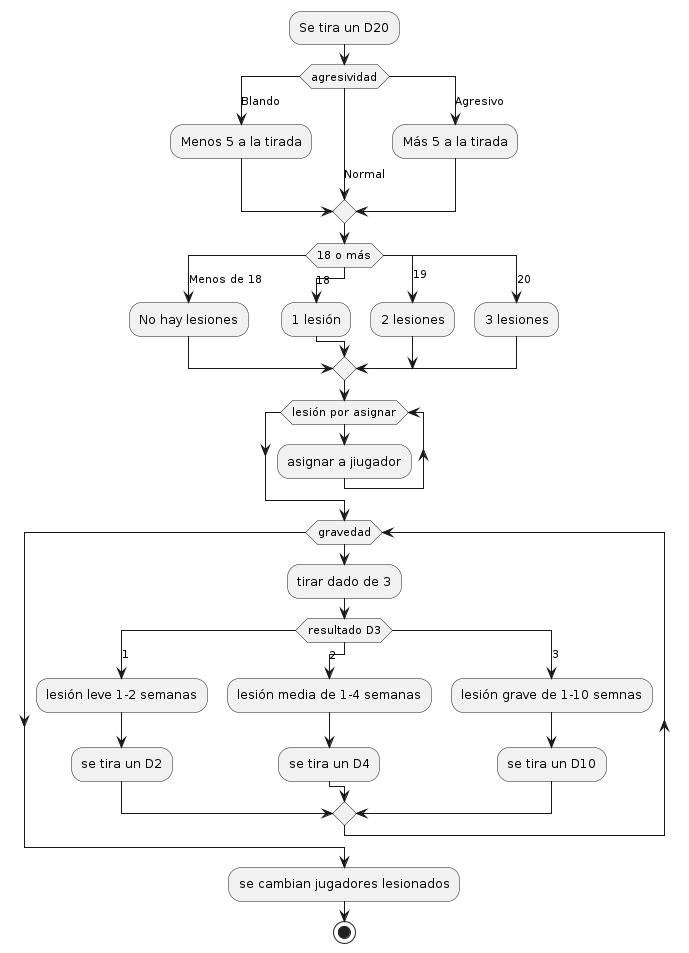 Se tira un D20
agresividad
Blando
Agresivo
Menos 5 a la tirada
Más 5 a la tirada
Normal
18 o más
Menos de 18
18
19
20
No hay lesiones
1 lesión
2 lesiones
3 lesiones
lesión por asignar
asignar a jiugador
gravedad
tirar dado de 3
resultado D3
1
2
3
lesión leve 1-2 semanas
lesión media de 1-4 semanas
lesión grave de 1-10 semnas
se tira un D2
se tira un D4
se tira un D10
se cambian jugadores lesionados